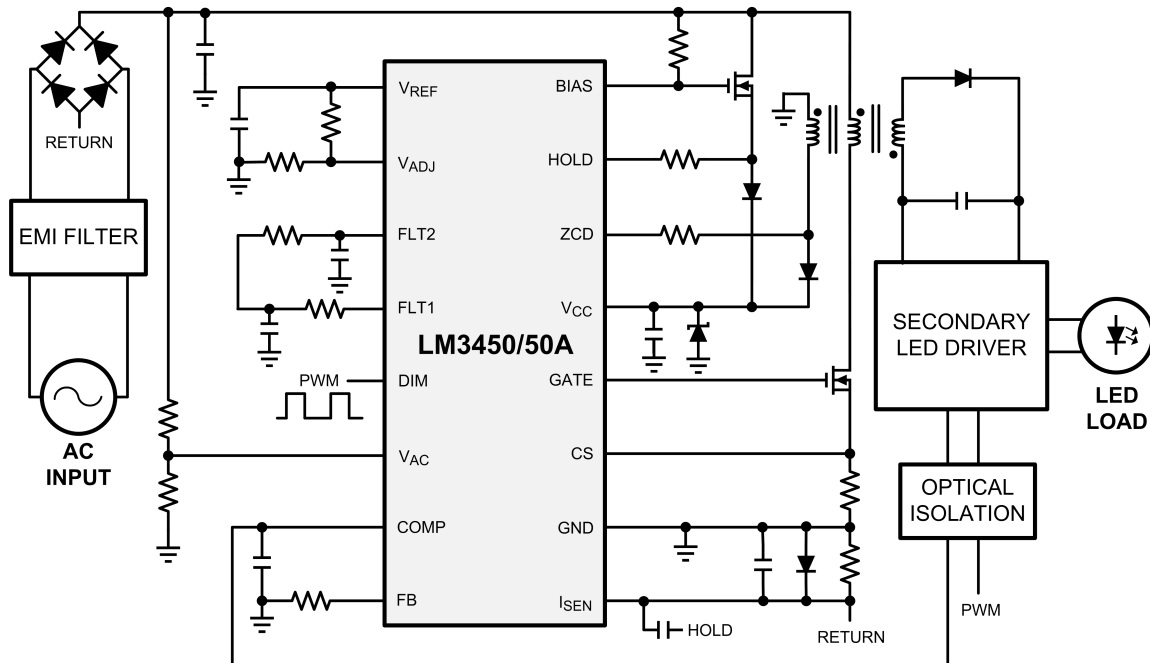 RETURN
EMI FILTER
AC
INPUT
VREF
VADJ
FLT2
FLT1
LM3450/50A
PWM
DIM
VAC
COMP
FB
BIAS
HOLD
ZCD
VCC
GATE
CS
GND
ISEN
HOLD
RETURN
SECONDARY
LED DRIVER
LED
LOAD
OPTICAL
ISOLATION
PWM